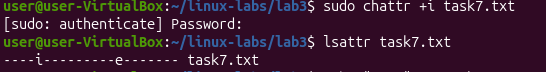 user@user-VirtualBox:~/linux-labs/lab3$ sudo chattr +i task7.txt
[sudo: authenticate] Password:
user@user-VirtualBox:~/linux-labs/lab3$ lsattr task7.txt
----i---------e------- task7.txt